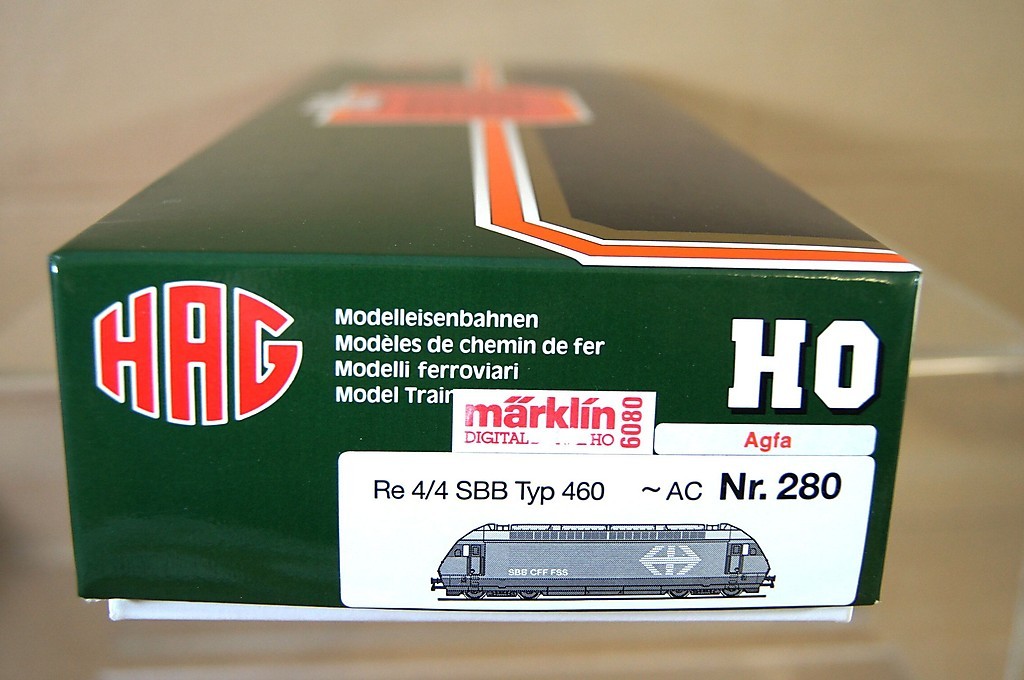 HAG
Modelleisenbahnen
Modèles de chemin de fer
Modelli ferroviari
Model Train
HO
märklin
DIGITAL HO
6080
Agfa
Re 4/4 SBB Typ 460 ~AC Nr. 280
SBB CFF FSS